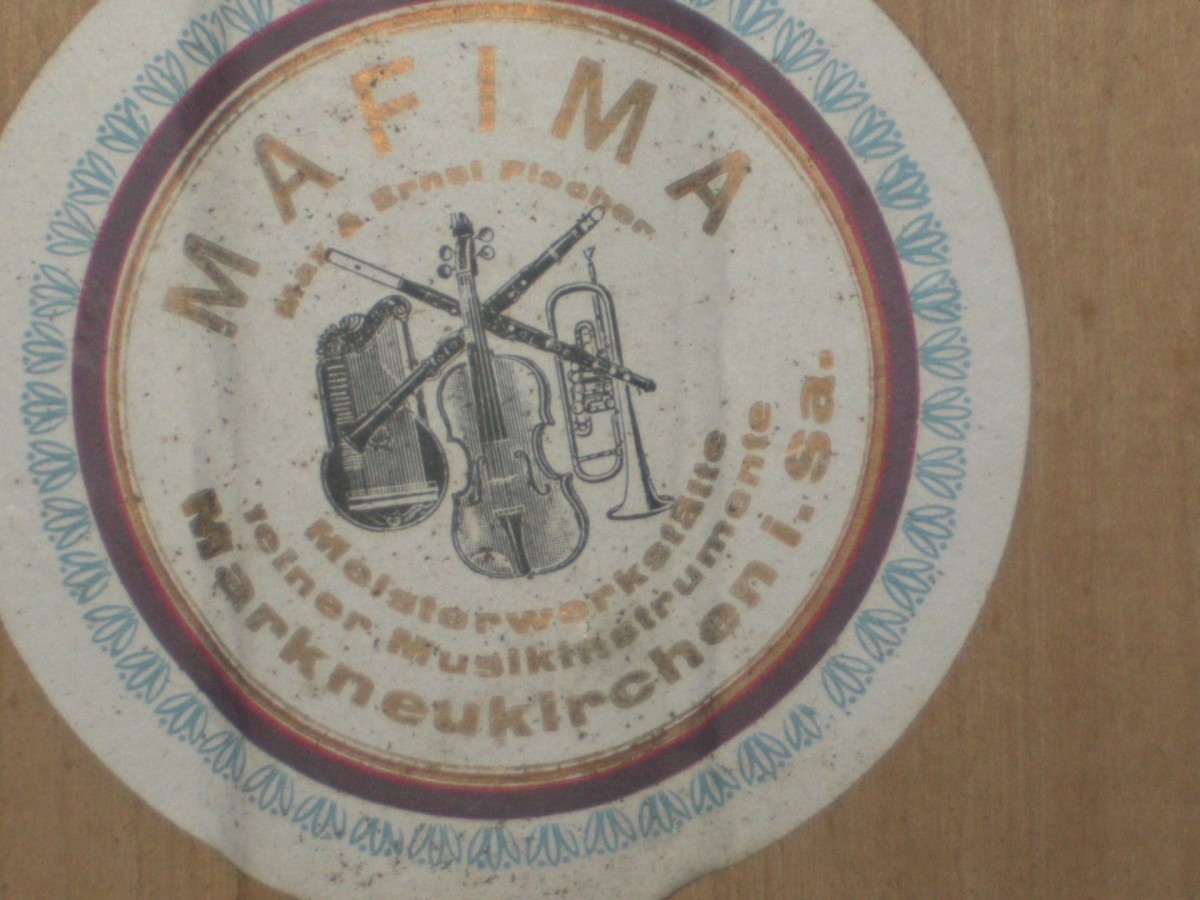 MAFIMA
Max & Ernst Fischer
Meisterwerkstätte
feiner Musikinstrumente
Markneukirchen i. Sa.